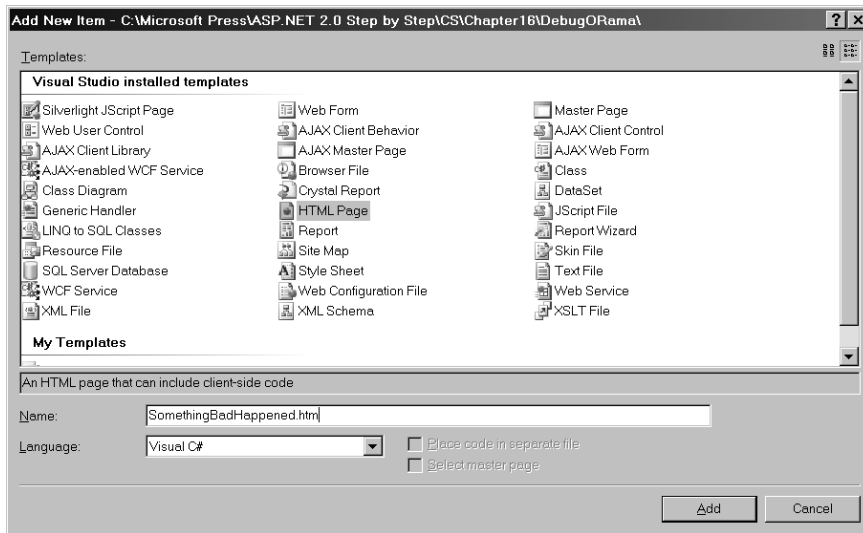 Add New Item - C:\Microsoft Press\ASP.NET 2.0 Step by Step\CS\Chapter16\DebugORama\
Templates:
Visual Studio installed templates
Silverlight JScript Page Web Form Master Page
Web User Control AJAX Client Behavior AJAX Client Control
AJAX Client Library AJAX Master Page AJAX Web Form
AJAX-enabled WCF Service Browser File Class
Class Diagram Crystal Report DataSet
Generic Handler HTML Page JScript File
LINQ to SQL Classes Report Report Wizard
Resource File Site Map Skin File
SQL Server Database Style Sheet Text File
WCF Service Web Configuration File Web Service
XML File XML Schema XSLT File
My Templates
An HTML page that can include client-side code
Name: SomethingBadHappened.htm
Language: Visual C# Place code in separate file
Select master page
Add Cancel